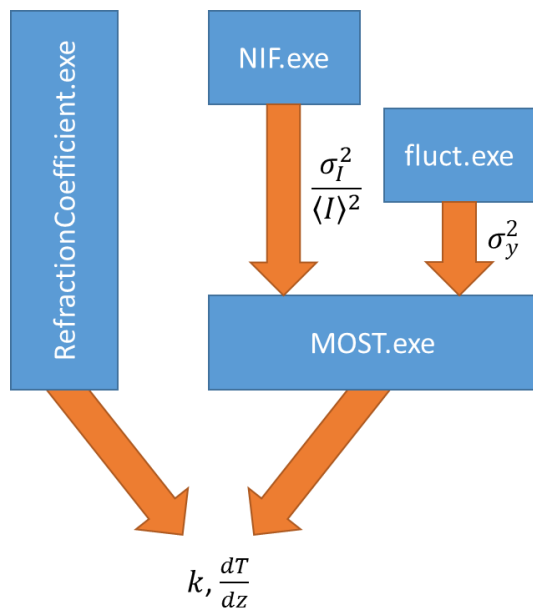 RefractionCoefficient.exe
NIF.exe
fluct.exe
σ_I^2 / ⟨I⟩^2
σ_y^2
MOST.exe
k, dT/dz